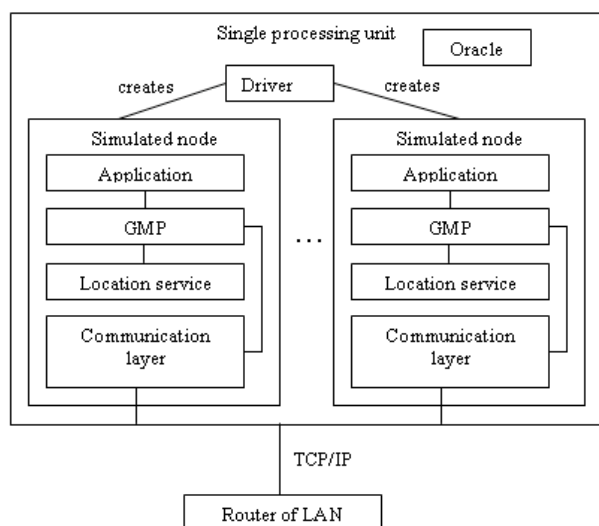 Single processing unit
Oracle
creates
Driver
creates
Simulated node
Application
GMP
Location service
Communication
layer
...
Simulated node
Application
GMP
Location service
Communication
layer
TCP/IP
Router of LAN